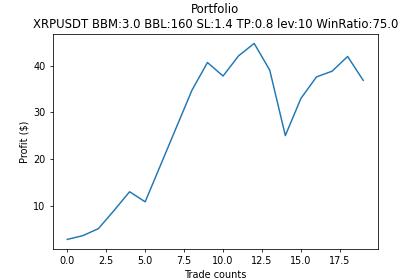 Portfolio
XRPUSDT BBM:3.0 BBL:160 SL:1.4 TP:0.8 lev:10 WinRatio:75.0
Profit ($)
40
30
20
10
0.0 2.5 5.0 7.5 10.0 12.5 15.0 17.5
Trade counts